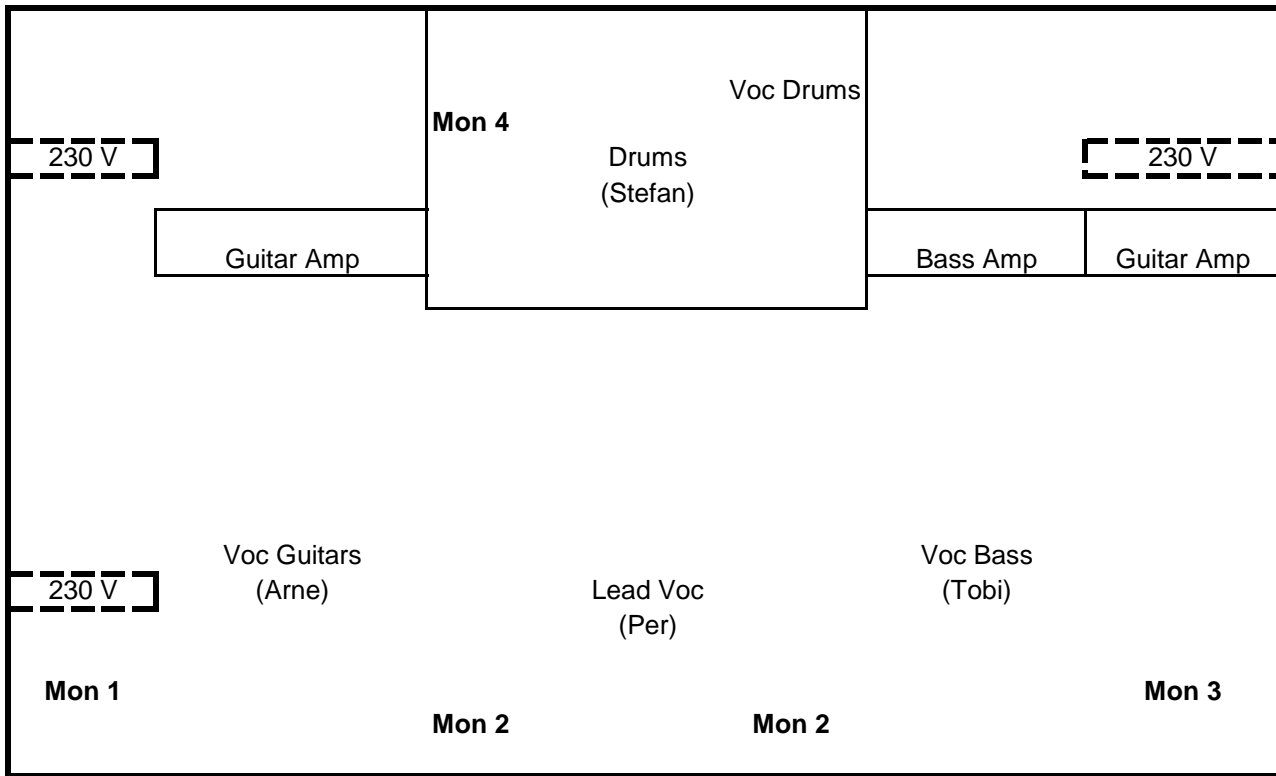 Voc Drums
Mon 4
230 V
Drums
230 V
(Stefan)
Guitar Amp
Bass Amp
Guitar Amp
Voc Guitars
(Arne)
230 V
Lead Voc
(Per)
Voc Bass
(Tobi)
Mon 1
Mon 3
Mon 2
Mon 2